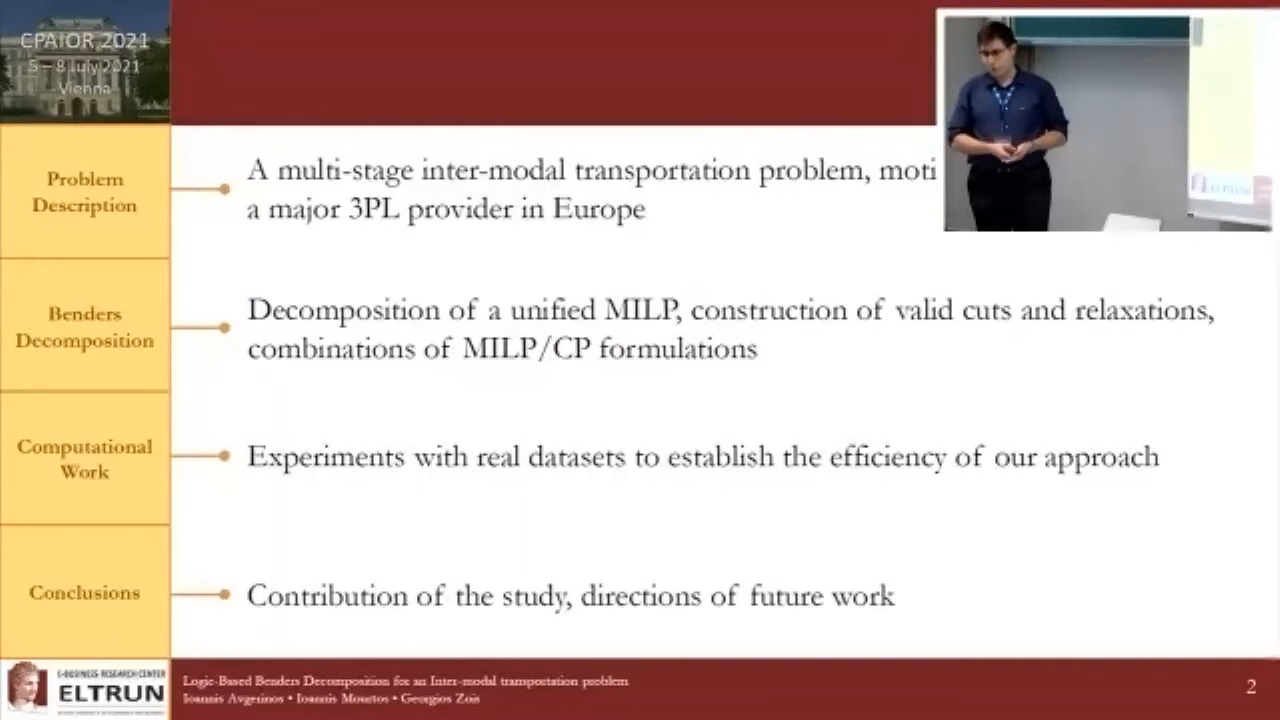 CPAIOR 2021
5 – 8 July 2021
Vienna
Problem
Description
A multi-stage inter-modal transportation problem, moti
a major 3PL provider in Europe
Benders
Decomposition
Decomposition of a unified MILP, construction of valid cuts and relaxations,
combinations of MILP/CP formulations
Computational
Work
Experiments with real datasets to establish the efficiency of our approach
Conclusions
Contribution of the study, directions of future work
E-BUSINESS RESEARCH CENTER
ELTRUN
Logic-Based Benders Decomposition for an Inter-modal transportation problem
Ioannis Avgerinos • Ioannis Mourtos • Georgios Zois
2